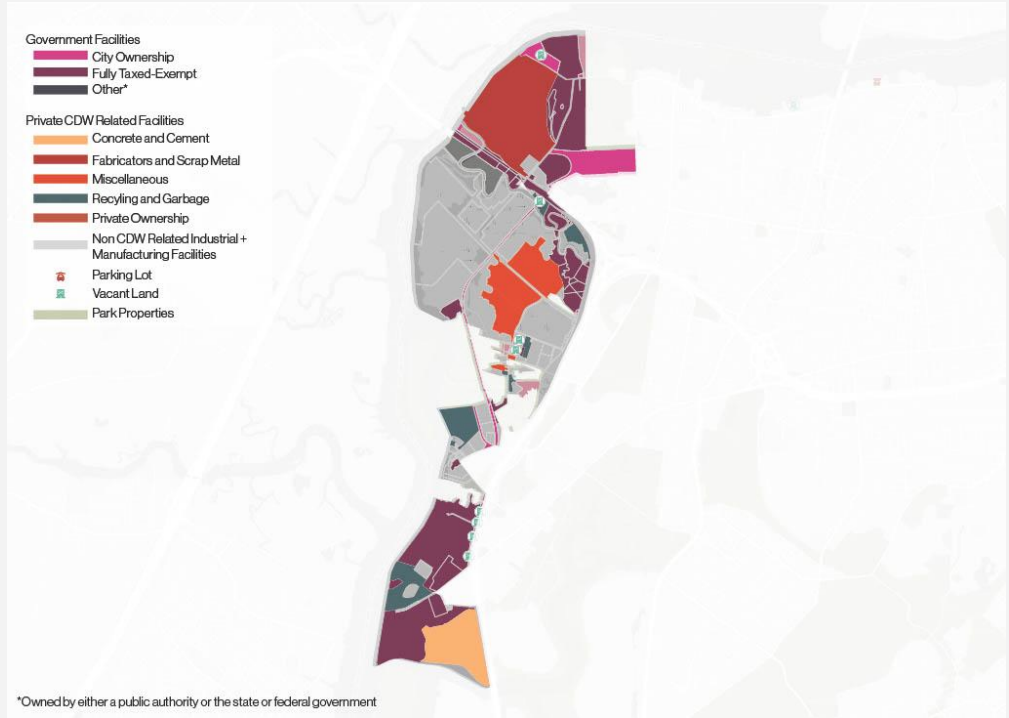 Government Facilities
City Ownership
Fully Taxed-Exempt
Other*
Private CDW Related Facilities
Concrete and Cement
Fabricators and Scrap Metal
Miscellaneous
Recyling and Garbage
Private Ownership
Non CDW Related Industrial +
Manufacturing Facilities
Parking Lot
Vacant Land
Park Properties
*Owned by either a public authority or the state or federal government